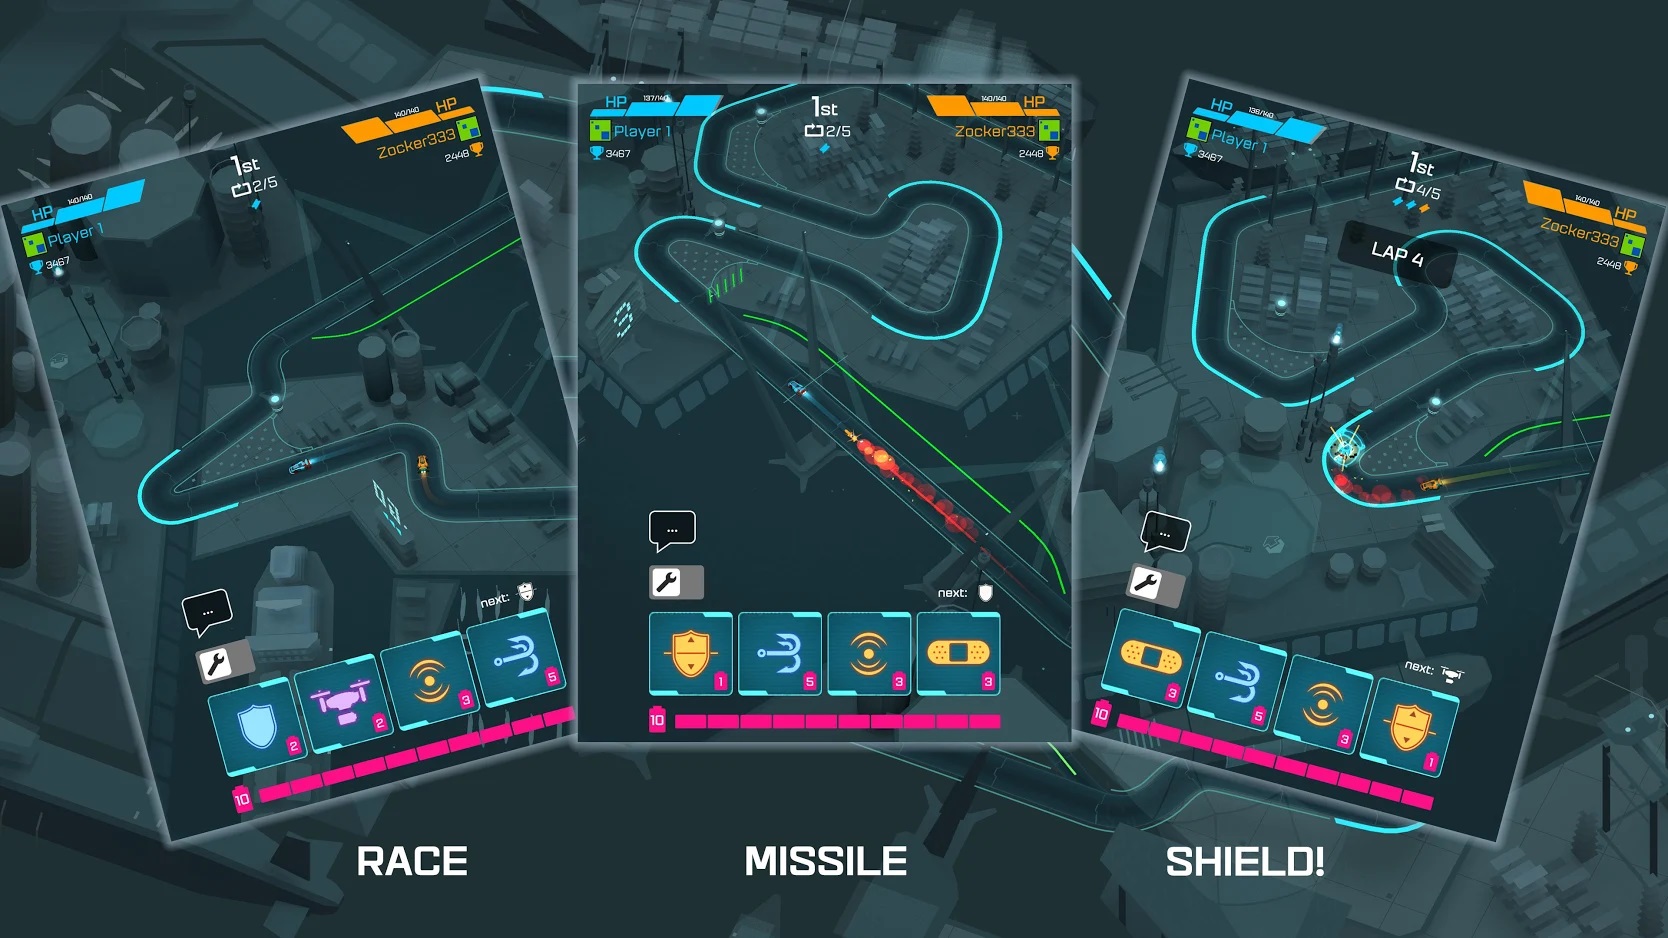 HP
140/140
Player 1
3467
1st
2/5
140/140
HP
Zocker333
2448
...
next:
2
2
3
5
10
HP
137/140
Player 1
3467
1st
2/5
140/140
HP
Zocker333
2448
...
next:
1
5
3
3
10
HP
138/140
Player 1
3467
1st
4/5
140/140
HP
Zocker333
2448
LAP 4
...
next:
3
5
3
1
10
RACE
MISSILE
SHIELD!